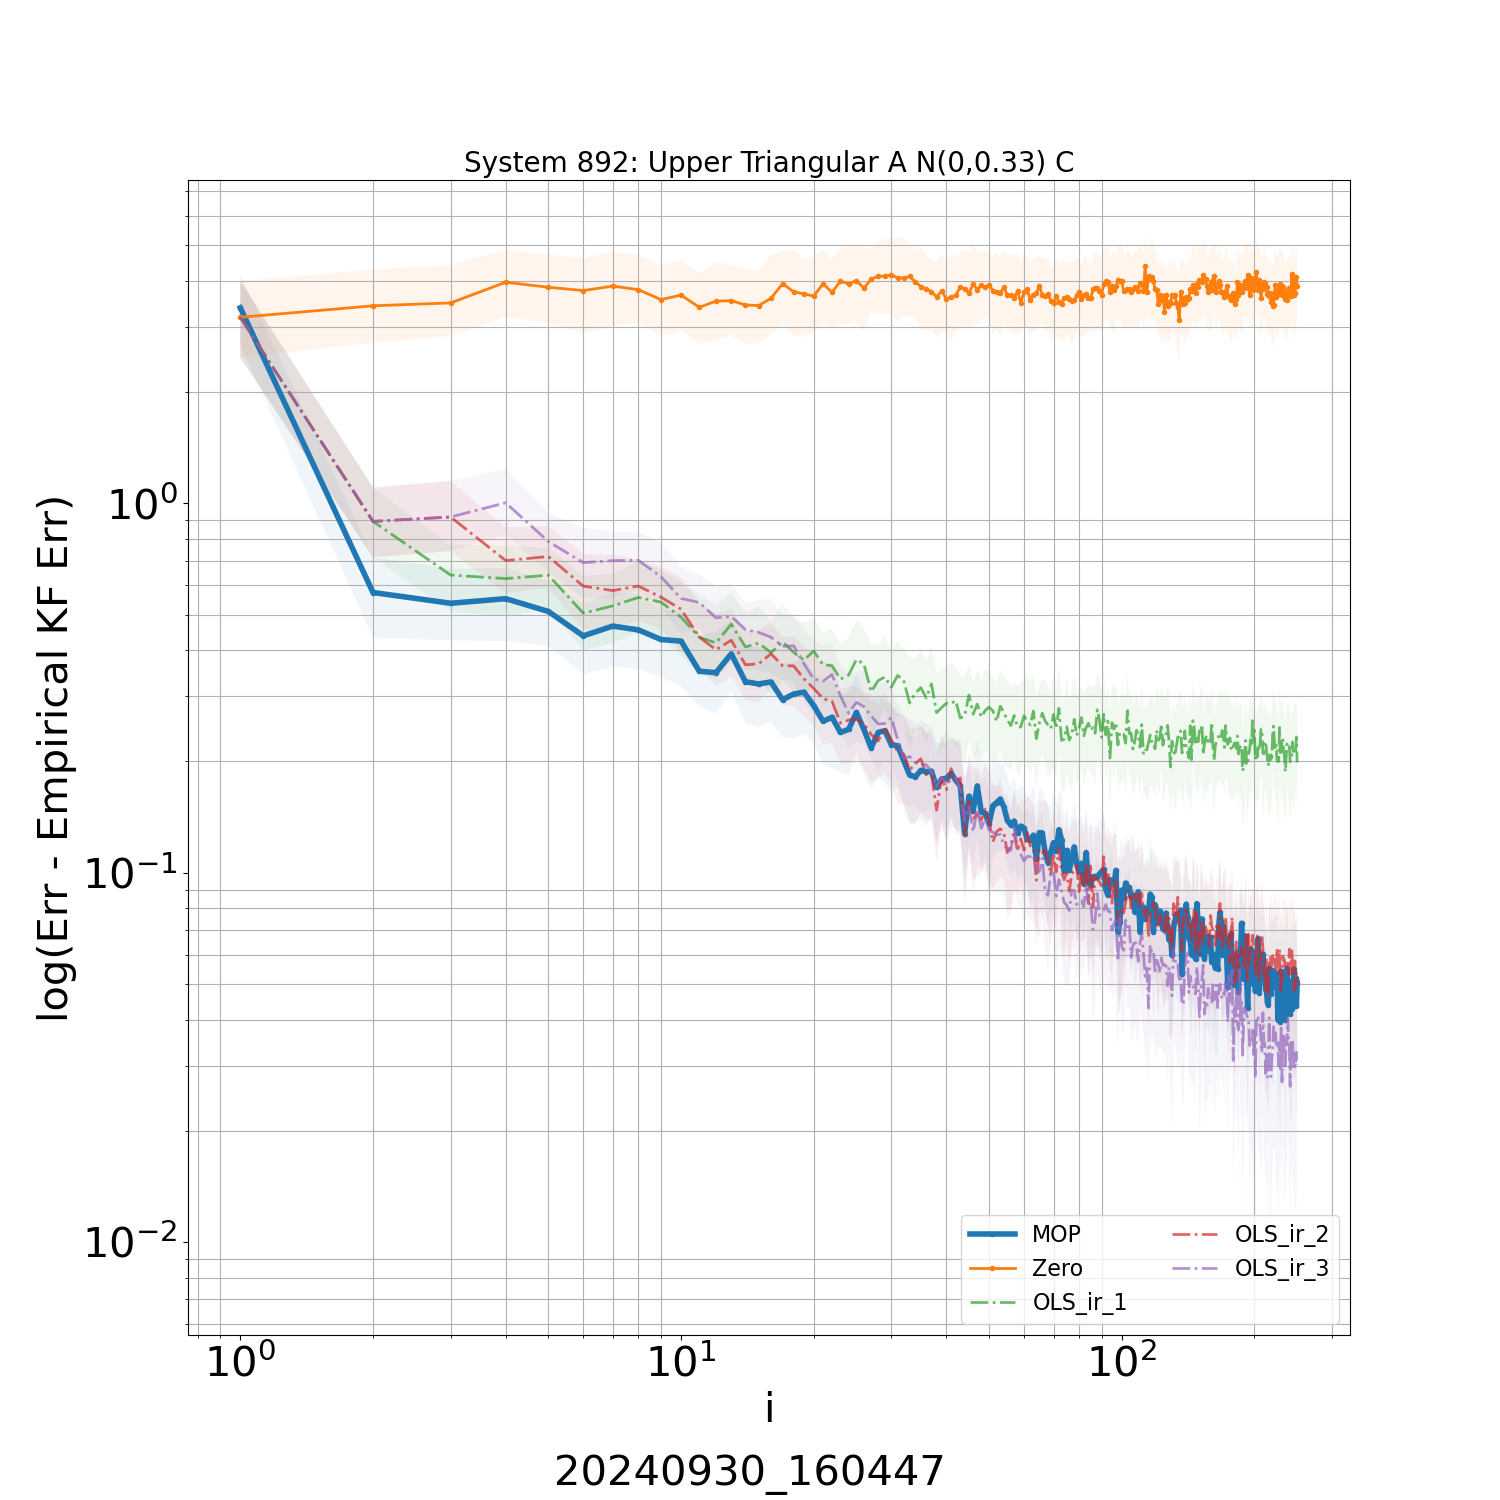 System 892: Upper Triangular A N(0,0.33) C
log(Err - Empirical KF Err)
10^0
10^-1
10^-2
MOP
Zero
OLS_ir_1
OLS_ir_2
OLS_ir_3
10^0 10^1 10^2
i
20240930_160447